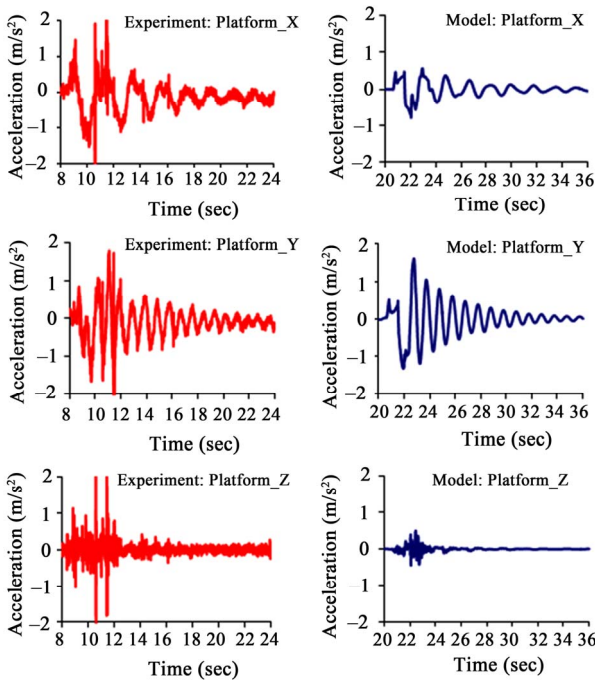 Experiment: Platform_X
Acceleration (m/s²)
2
1
0
−1
−2
8 10 12 14 16 18 20 22 24
Time (sec)
Model: Platform_X
Acceleration (m/s²)
2
1
0
−1
−2
20 22 24 26 28 30 32 34 36
Time (sec)
Experiment: Platform_Y
Acceleration (m/s²)
2
1
0
−1
−2
8 10 12 14 16 18 20 22 24
Time (sec)
Model: Platform_Y
Acceleration (m/s²)
2
1
0
−1
−2
20 22 24 26 28 30 32 34 36
Time (sec)
Experiment: Platform_Z
Acceleration (m/s²)
2
1
0
−1
−2
8 10 12 14 16 18 20 22 24
Time (sec)
Model: Platform_Z
Acceleration (m/s²)
2
1
0
−1
−2
20 22 24 26 28 30 32 34 36
Time (sec)